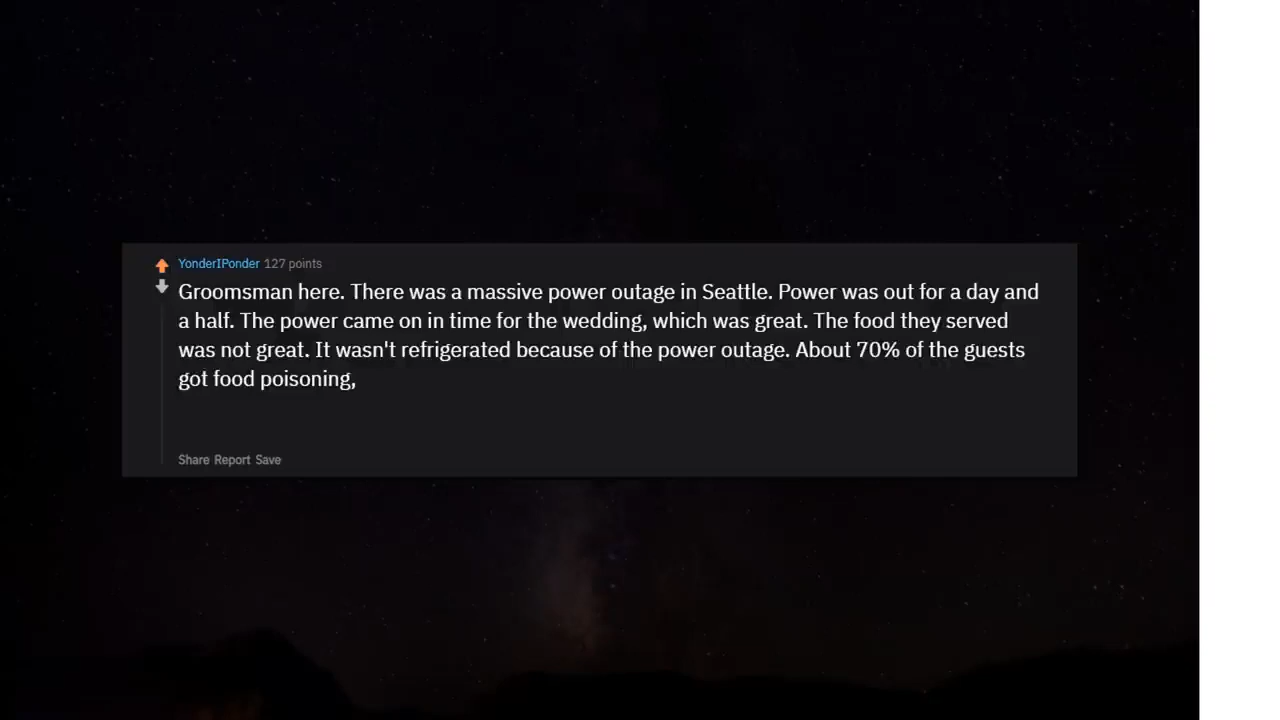 YonderIPonder 127 points
Groomsman here. There was a massive power outage in Seattle. Power was out for a day and
a half. The power came on in time for the wedding, which was great. The food they served
was not great. It wasn't refrigerated because of the power outage. About 70% of the guests
got food poisoning,
Share Report Save